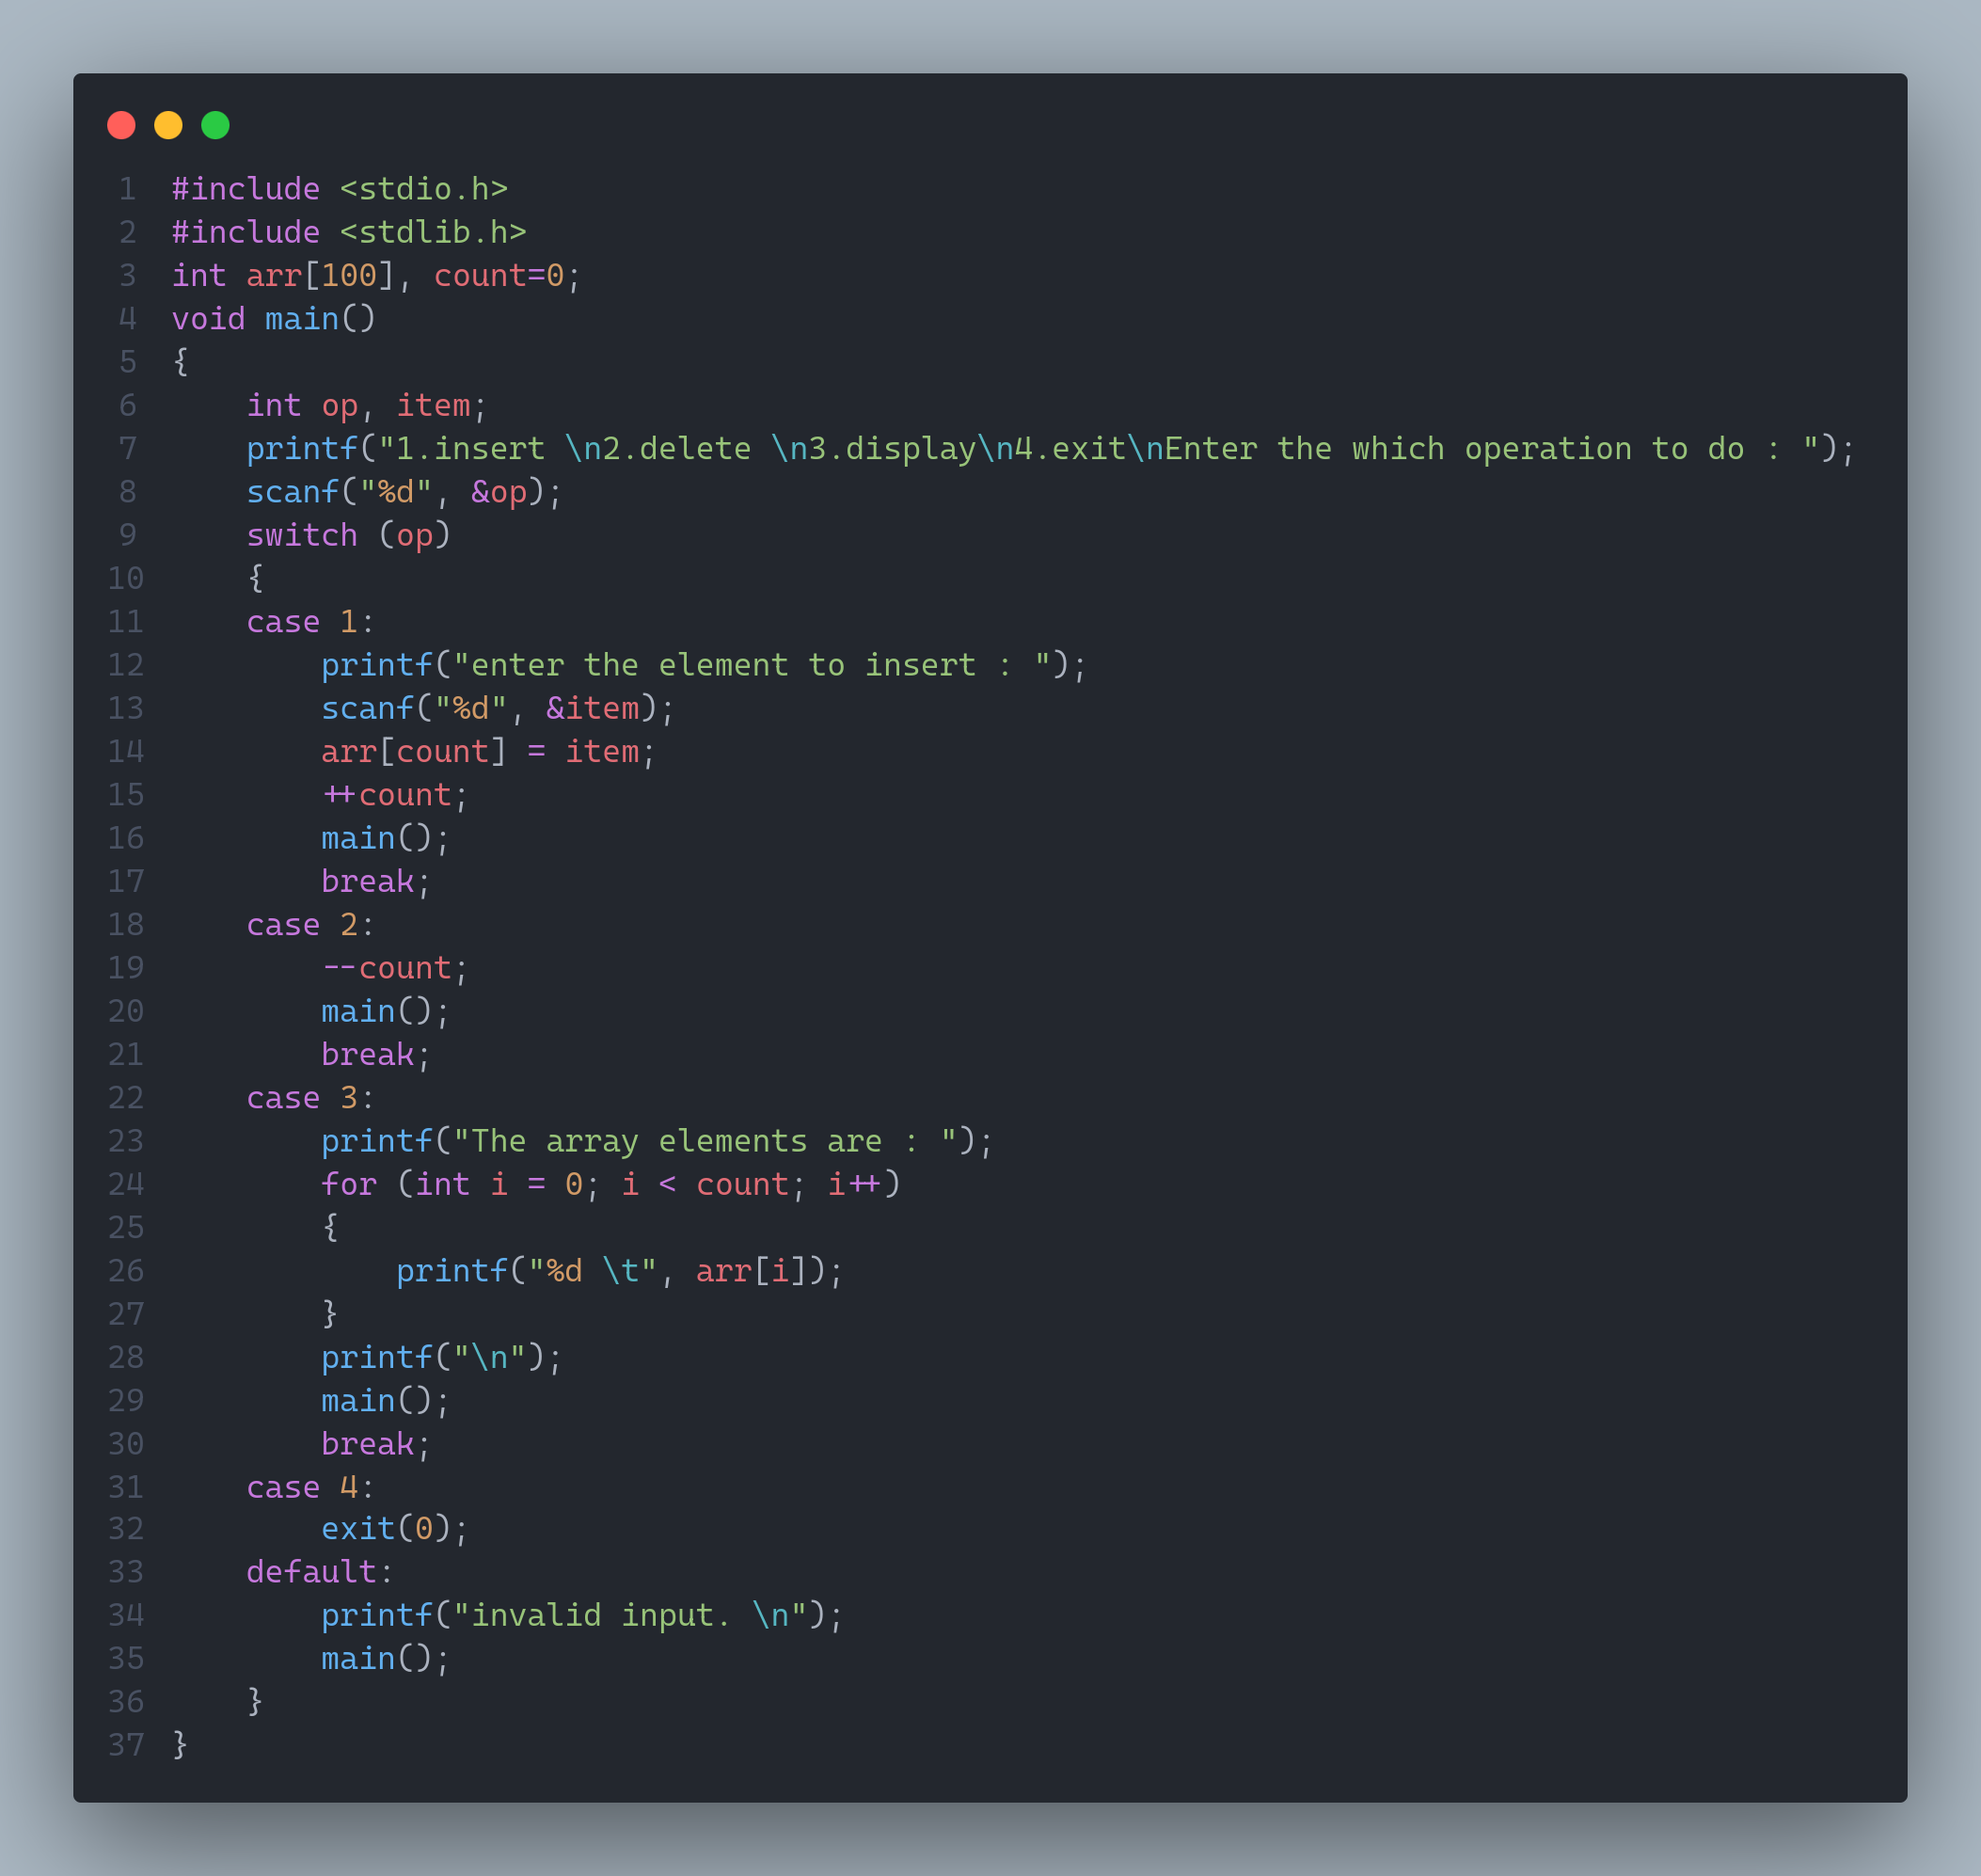 1 #include <stdio.h>
2 #include <stdlib.h>
3 int arr[100], count=0;
4 void main()
5 {
6     int op, item;
7     printf("1.insert \n2.delete \n3.display\n4.exit\nEnter the which operation to do : ");
8     scanf("%d", &op);
9     switch (op)
10     {
11     case 1:
12         printf("enter the element to insert : ");
13         scanf("%d", &item);
14         arr[count] = item;
15         ++count;
16         main();
17         break;
18     case 2:
19         --count;
20         main();
21         break;
22     case 3:
23         printf("The array elements are : ");
24         for (int i = 0; i < count; i++)
25         {
26             printf("%d \t", arr[i]);
27         }
28         printf("\n");
29         main();
30         break;
31     case 4:
32         exit(0);
33     default:
34         printf("invalid input. \n");
35         main();
36     }
37 }